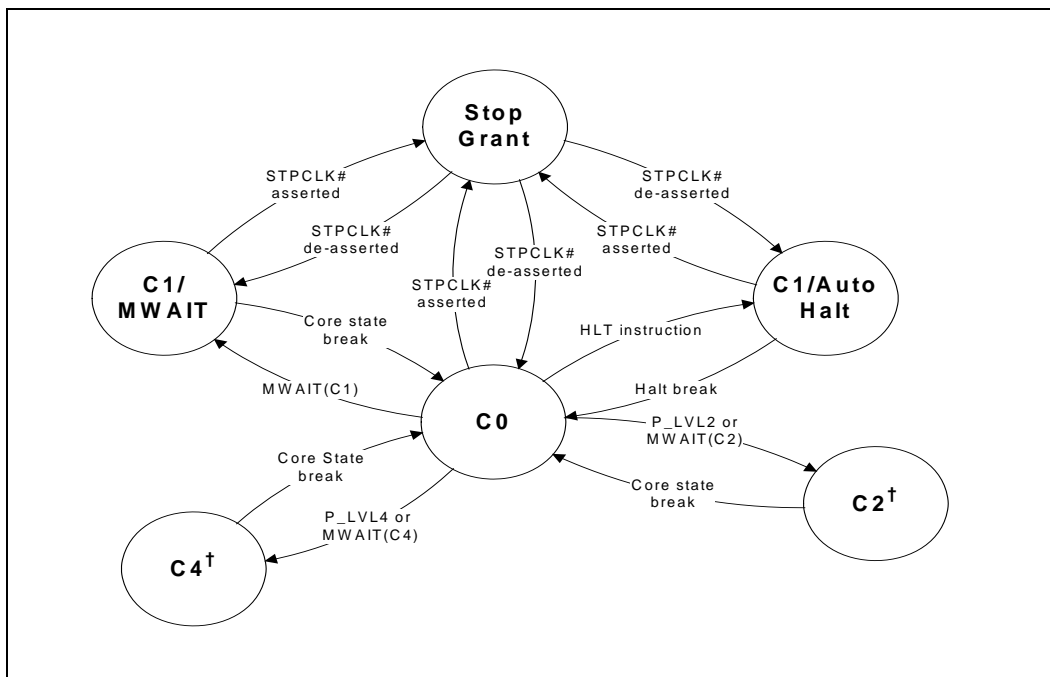 Stop
Grant
STPCLK#
asserted
STPCLK#
de-asserted
STPCLK#
de-asserted
STPCLK#
asserted
STPCLK#
de-asserted
STPCLK#
asserted
C1/
MWAIT
C1/Auto
Halt
Core state
break
HLT instruction
MWAIT(C1)
Halt break
C0
P_LVL2 or
MWAIT(C2)
Core State
break
Core state
break
C2†
P_LVL4 or
MWAIT(C4)
C4†